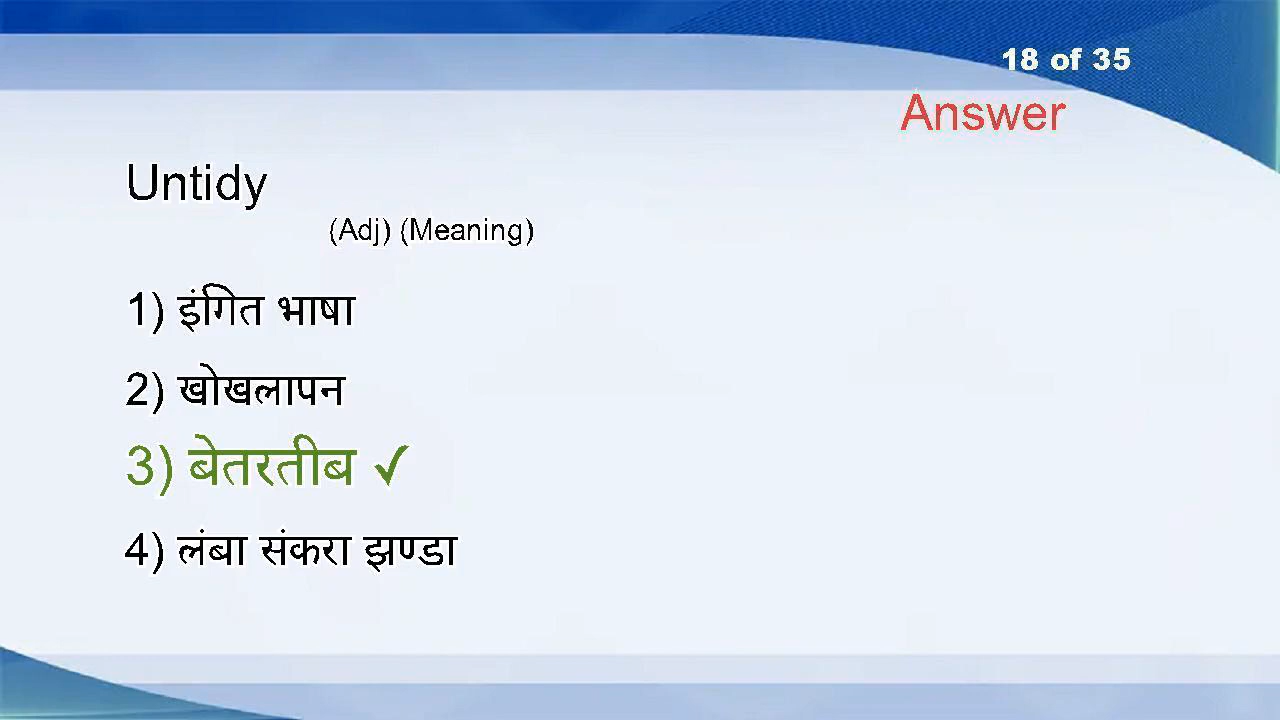 18 of 35
Answer
Untidy
(Adj) (Meaning)
1) इंगित भाषा
2) खोखलापन
3) बेतरतीब ✓
4) लंबा संकरा झण्डा